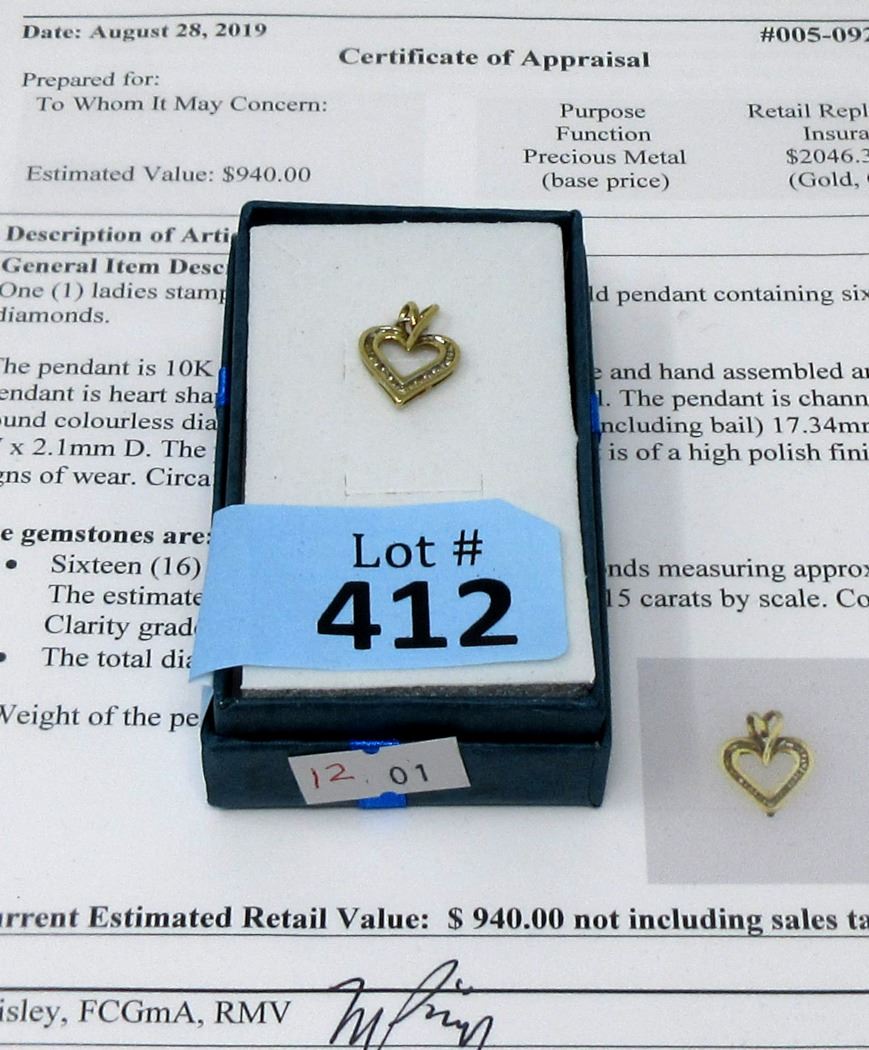 Date: August 28, 2019
#005-092
Certificate of Appraisal
Prepared for:
To Whom It May Concern:
Purpose Retail Repl
Function Insura
Estimated Value: $940.00
Precious Metal $2046.3
(base price) (Gold,
Description of Arti
General Item Desc
One (1) ladies stamp ld pendant containing six
diamonds.
The pendant is 10K e and hand assembled a
endant is heart sha l. The pendant is chann
und colourless dia ncluding bail) 17.34mm
x 2.1mm D. The is of a high polish fini
gns of wear. Circa
e gemstones are:
• Sixteen (16) nds measuring approx
The estimate 15 carats by scale. Co
Clarity grad
• The total dia
Weight of the pe
Lot #
412
12.01
urrent Estimated Retail Value: $ 940.00 not including sales ta
isley, FCGmA, RMV